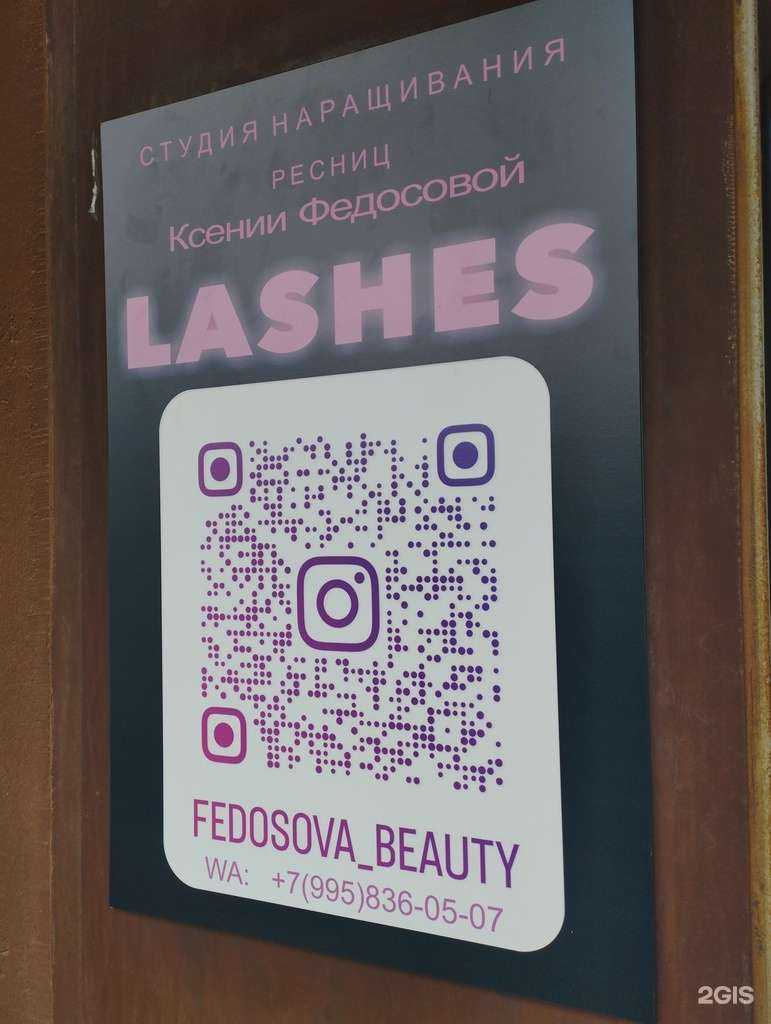 СТУДИЯ НАРАЩИВАНИЯ
РЕСНИЦ
Ксении Федосовой
LASHES
FEDOSOVA_BEAUTY
WA: +7(995)836-05-07
2GIS